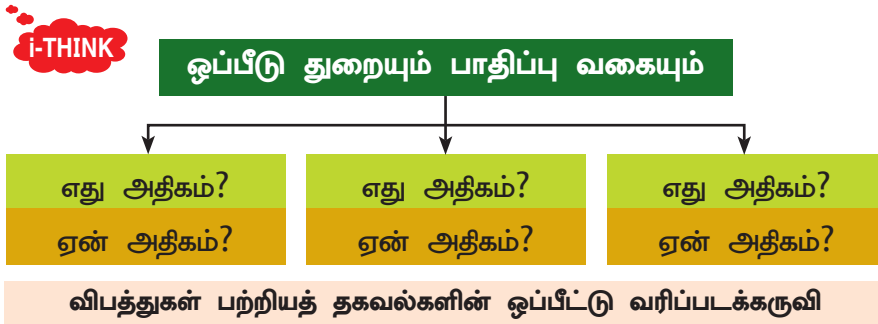 i-THINK
ஒப்பீடு துறையும் பாதிப்பு வகையும்
எது அதிகம்?
ஏன் அதிகம்?
எது அதிகம்?
ஏன் அதிகம்?
எது அதிகம்?
ஏன் அதிகம்?
விபத்துகள் பற்றியத் தகவல்களின் ஒப்பீட்டு வரிப்படக்கருவி